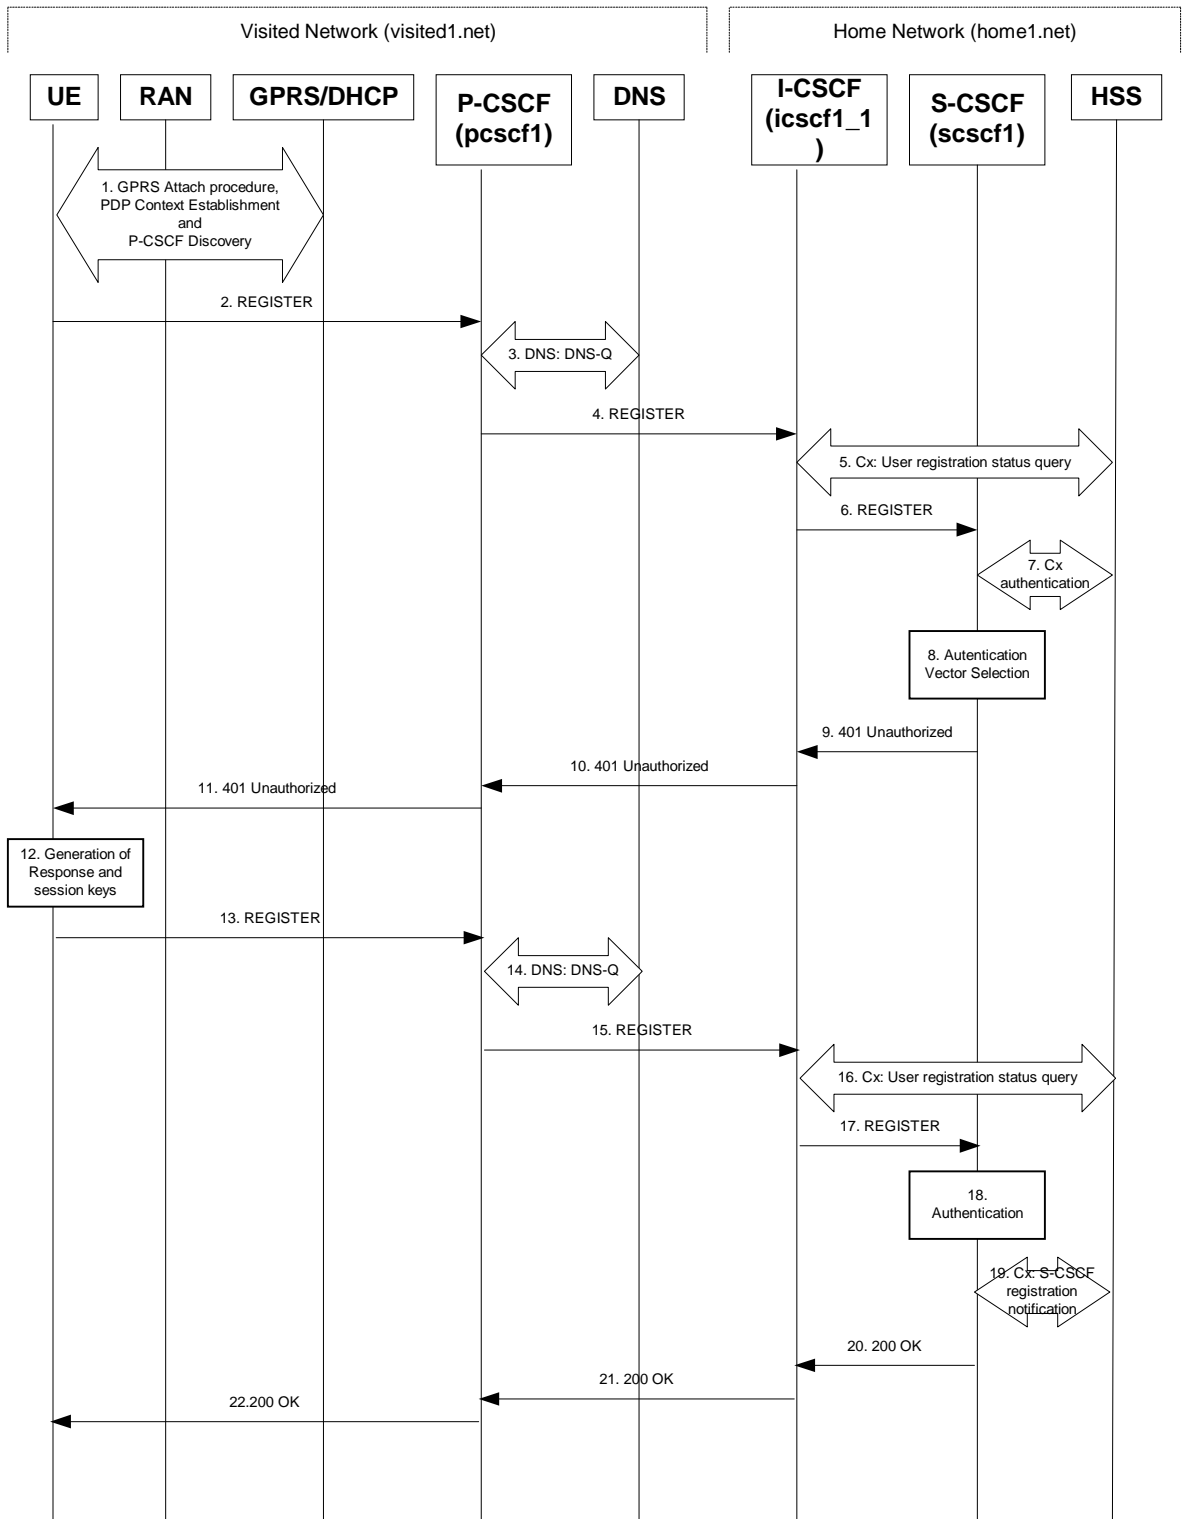 Visited Network (visited1.net)
Home Network (home1.net)
UE
RAN
GPRS/DHCP
P-CSCF
(pcscf1)
DNS
I-CSCF
(icscf1_1
)
S-CSCF
(scscf1)
HSS
1. GPRS Attach procedure,
PDP Context Establishment
and
P-CSCF Discovery
2. REGISTER
3. DNS: DNS-Q
4. REGISTER
5. Cx: User registration status query
6. REGISTER
7. Cx
authentication
8. Autentication
Vector Selection
9. 401 Unauthorized
10. 401 Unauthorized
11. 401 Unauthorized
12. Generation of
Response and
session keys
13. REGISTER
14. DNS: DNS-Q
15. REGISTER
16. Cx: User registration status query
17. REGISTER
18.
Authentication
19. Cx: S-CSCF
registration
notification
20. 200 OK
21. 200 OK
22.200 OK